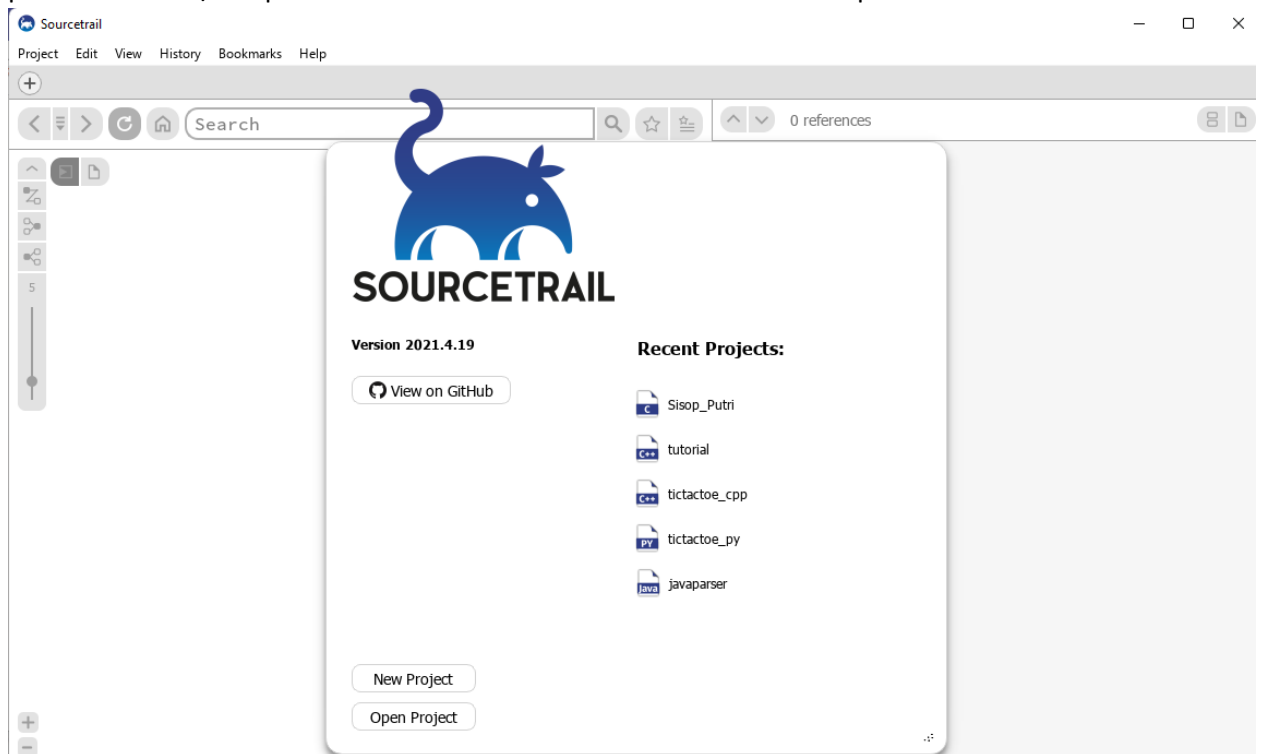 Sourcetrail
Project Edit View History Bookmarks Help
Search
0 references
5
SOURCETRAIL
Version 2021.4.19
View on GitHub
Recent Projects:
C Sisop_Putri
C++ tutorial
C++ tictactoe_cpp
PY tictactoe_py
Java javaparser
New Project
Open Project